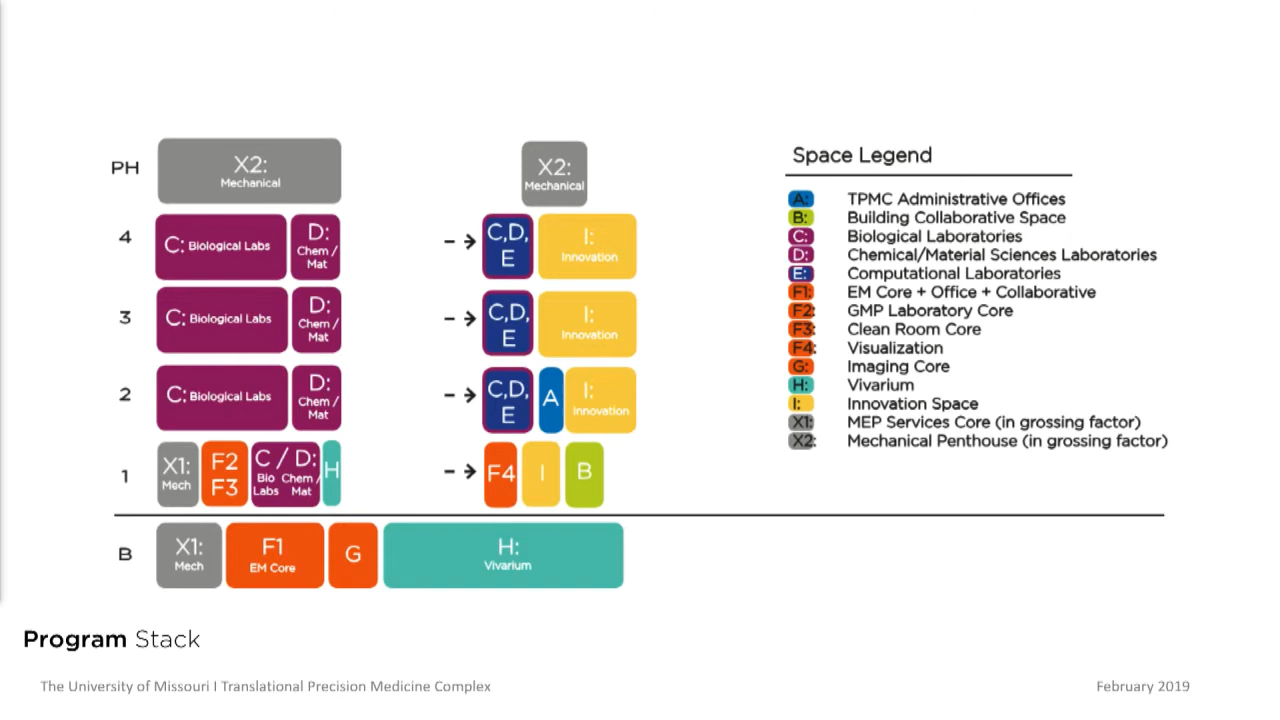 PH
X2:
Mechanical
X2:
Mechanical
4
C: Biological Labs
D:
Chem /
Mat
C,D,
E
I:
Innovation
3
C: Biological Labs
D:
Chem /
Mat
C,D,
E
I:
Innovation
2
C: Biological Labs
D:
Chem /
Mat
C,D,
E
A
I:
Innovation
1
X1:
Mech
F2
F3
C / D:
Bio Chem /
Labs Mat
H
F4
I
B
B
X1:
Mech
F1
EM Core
G
H:
Vivarium
Space Legend
A: TPMC Administrative Offices
B: Building Collaborative Space
C: Biological Laboratories
D: Chemical/Material Sciences Laboratories
E: Computational Laboratories
F1: EM Core + Office + Collaborative
F2: GMP Laboratory Core
F3: Clean Room Core
F4: Visualization
G: Imaging Core
H: Vivarium
I: Innovation Space
X1: MEP Services Core (in grossing factor)
X2: Mechanical Penthouse (in grossing factor)
Program Stack
The University of Missouri I Translational Precision Medicine Complex
February 2019